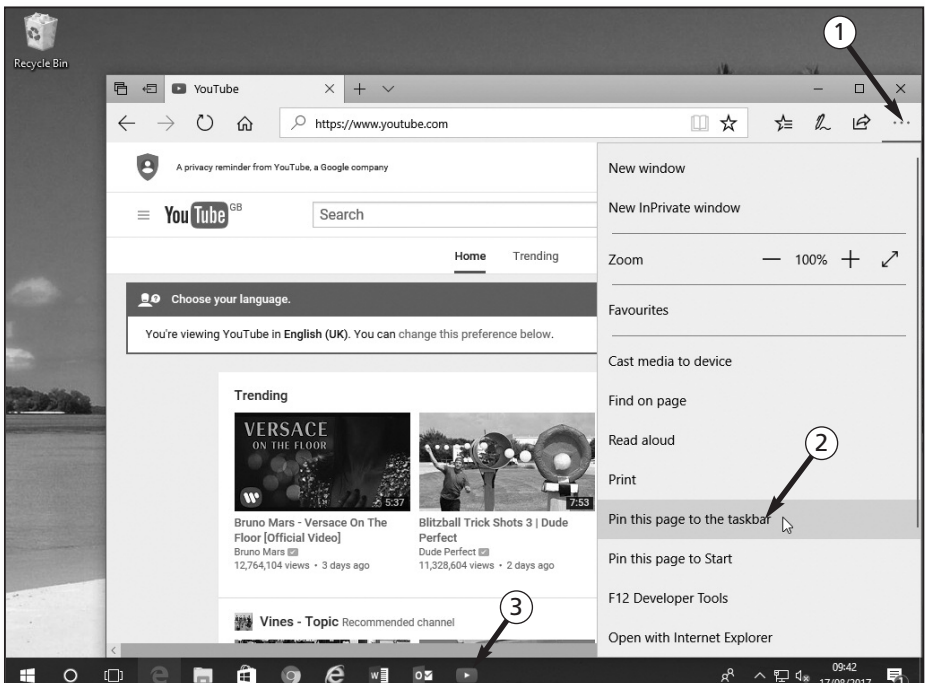 1
Recycle Bin
YouTube
https://www.youtube.com
A privacy reminder from YouTube, a Google company
New window
New InPrivate window
YouTube GB
Search
Home Trending
Zoom 100%
Choose your language.
Favourites
You're viewing YouTube in English (UK). You can change this preference below.
Cast media to device
Trending
Find on page
VERSACE
ON THE FLOOR
Read aloud
2
Print
5:37
7:53
Pin this page to the taskbar
Bruno Mars - Versace On The
Floor [Official Video]
Bruno Mars
12,764,104 views • 3 days ago
Blitzball Trick Shots 3 | Dude
Perfect
Dude Perfect
11,328,604 views • 2 days ago
Pin this page to Start
F12 Developer Tools
3
Vines - Topic Recommended channel
Open with Internet Explorer
09:42
17/08/2017